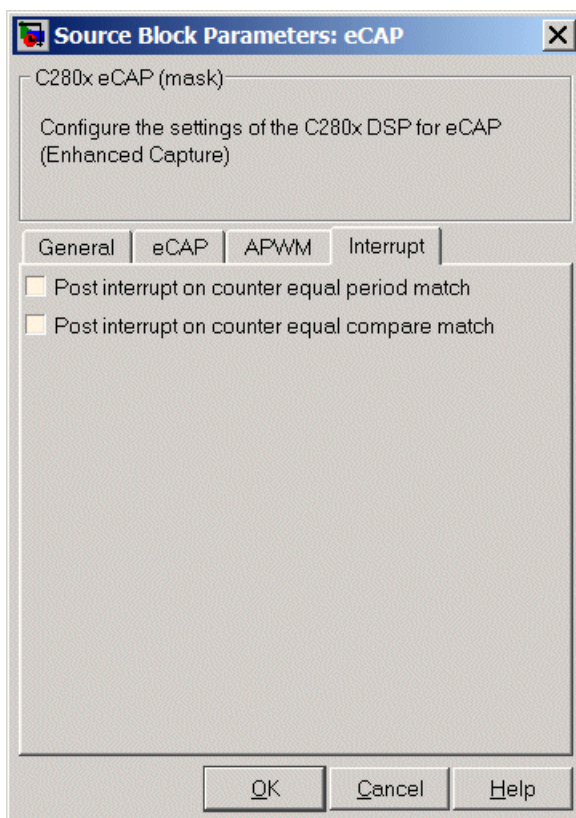 Source Block Parameters: eCAP
C280x eCAP (mask)
Configure the settings of the C280x DSP for eCAP
(Enhanced Capture)
General eCAP APWM Interrupt
Post interrupt on counter equal period match
Post interrupt on counter equal compare match
OK Cancel Help